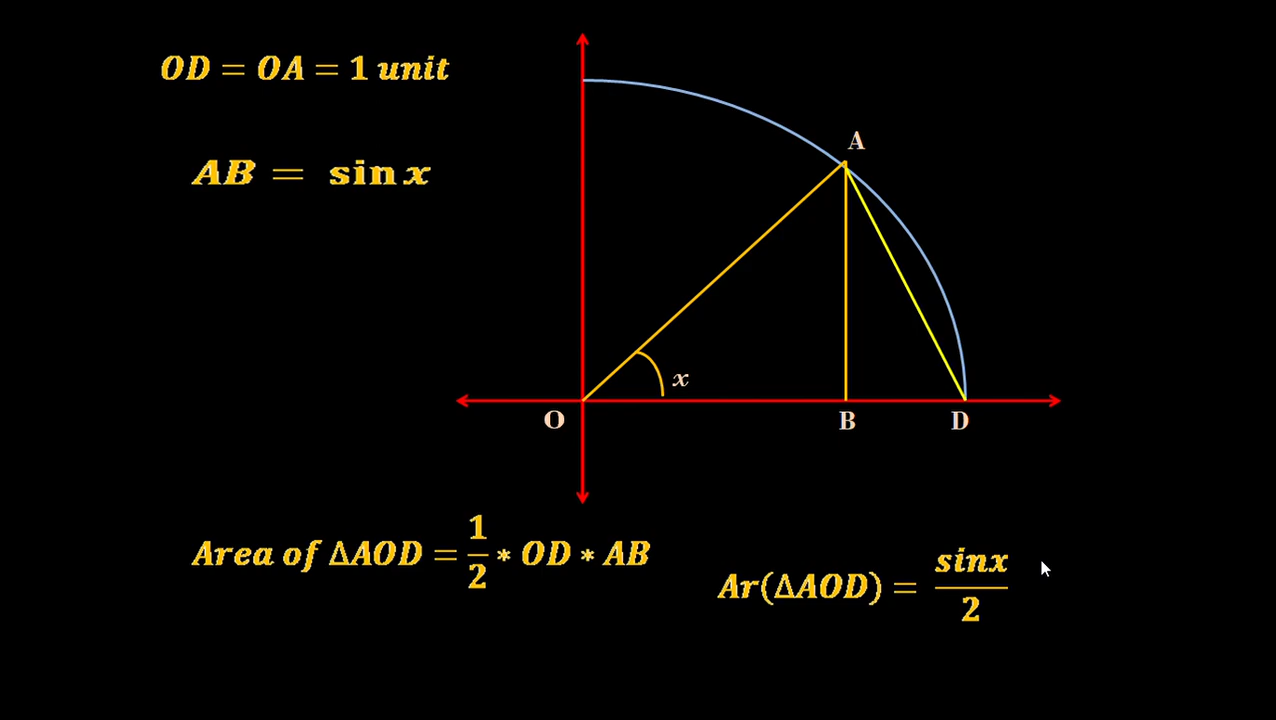 OD = OA = 1 unit
A
AB = sin x
x
O
B
D
Area of ΔAOD = 1/2 * OD * AB
Ar(ΔAOD) = sinx/2